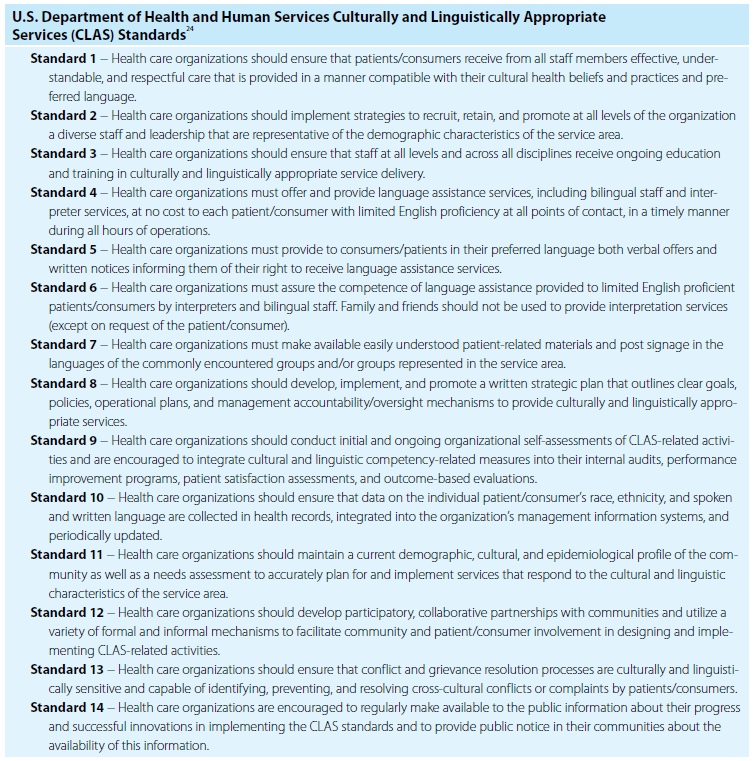 U.S. Department of Health and Human Services Culturally and Linguistically Appropriate
Services (CLAS) Standards24
Standard 1 – Health care organizations should ensure that patients/consumers receive from all staff members effective, under-
standable, and respectful care that is provided in a manner compatible with their cultural health beliefs and practices and pre-
ferred language.
Standard 2 – Health care organizations should implement strategies to recruit, retain, and promote at all levels of the organization
a diverse staff and leadership that are representative of the demographic characteristics of the service area.
Standard 3 – Health care organizations should ensure that staff at all levels and across all disciplines receive ongoing education
and training in culturally and linguistically appropriate service delivery.
Standard 4 – Health care organizations must offer and provide language assistance services, including bilingual staff and inter-
preter services, at no cost to each patient/consumer with limited English proficiency at all points of contact, in a timely manner
during all hours of operations.
Standard 5 – Health care organizations must provide to consumers/patients in their preferred language both verbal offers and
written notices informing them of their right to receive language assistance services.
Standard 6 – Health care organizations must assure the competence of language assistance provided to limited English proficient
patients/consumers by interpreters and bilingual staff. Family and friends should not be used to provide interpretation services
(except on request of the patient/consumer).
Standard 7 – Health care organizations must make available easily understood patient-related materials and post signage in the
languages of the commonly encountered groups and/or groups represented in the service area.
Standard 8 – Health care organizations should develop, implement, and promote a written strategic plan that outlines clear goals,
policies, operational plans, and management accountability/oversight mechanisms to provide culturally and linguistically appro-
priate services.
Standard 9 – Health care organizations should conduct initial and ongoing organizational self-assessments of CLAS-related activi-
ties and are encouraged to integrate cultural and linguistic competency-related measures into their internal audits, performance
improvement programs, patient satisfaction assessments, and outcome-based evaluations.
Standard 10 – Health care organizations should ensure that data on the individual patient/consumer's race, ethnicity, and spoken
and written language are collected in health records, integrated into the organization's management information systems, and
periodically updated.
Standard 11 – Health care organizations should maintain a current demographic, cultural, and epidemiological profile of the com-
munity as well as a needs assessment to accurately plan for and implement services that respond to the cultural and linguistic
characteristics of the service area.
Standard 12 – Health care organizations should develop participatory, collaborative partnerships with communities and utilize a
variety of formal and informal mechanisms to facilitate community and patient/consumer involvement in designing and imple-
menting CLAS-related activities.
Standard 13 – Health care organizations should ensure that conflict and grievance resolution processes are culturally and linguisti-
cally sensitive and capable of identifying, preventing, and resolving cross-cultural conflicts or complaints by patients/consumers.
Standard 14 – Health care organizations are encouraged to regularly make available to the public information about their progress
and successful innovations in implementing the CLAS standards and to provide public notice in their communities about the
availability of this information.